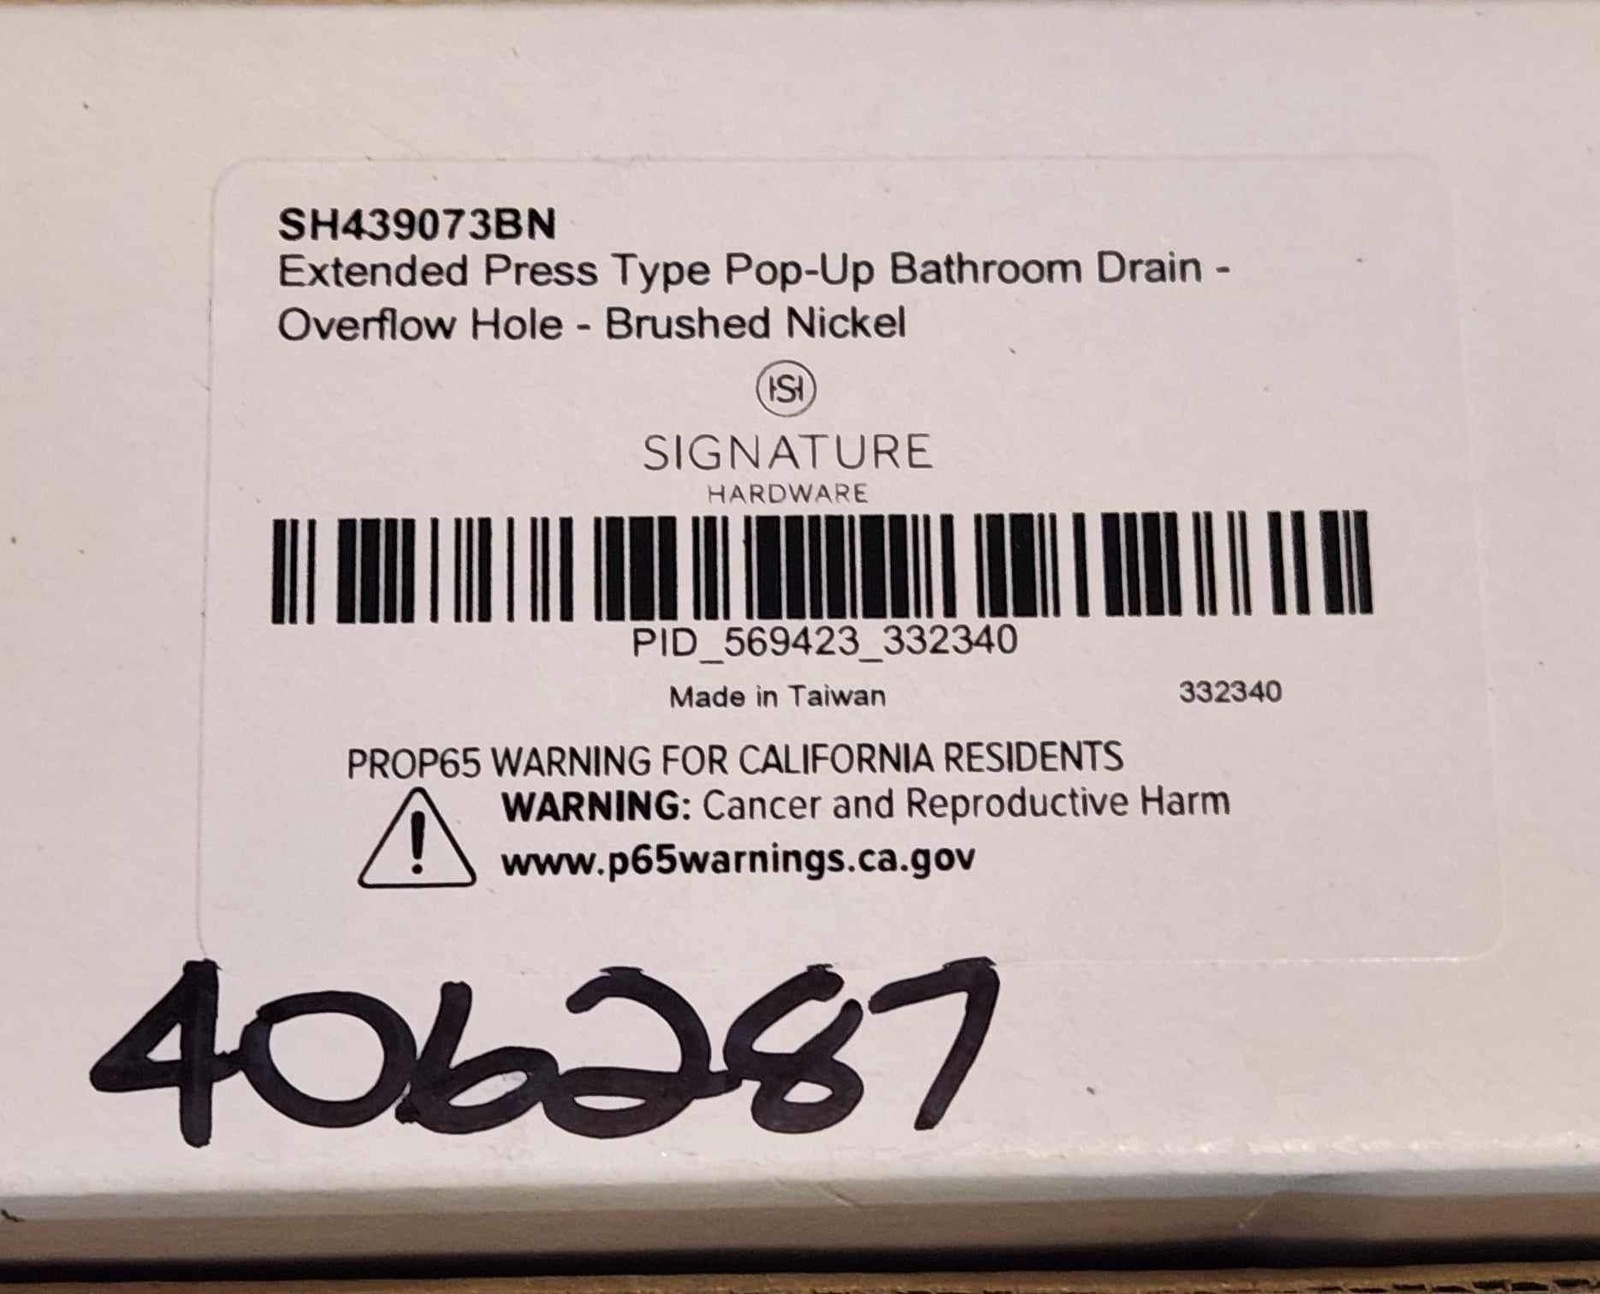 SH439073BN
Extended Press Type Pop-Up Bathroom Drain -
Overflow Hole - Brushed Nickel
HSH
SIGNATURE
HARDWARE
PID_569423_332340
Made in Taiwan 332340
PROP65 WARNING FOR CALIFORNIA RESIDENTS
WARNING: Cancer and Reproductive Harm
www.p65warnings.ca.gov
406287